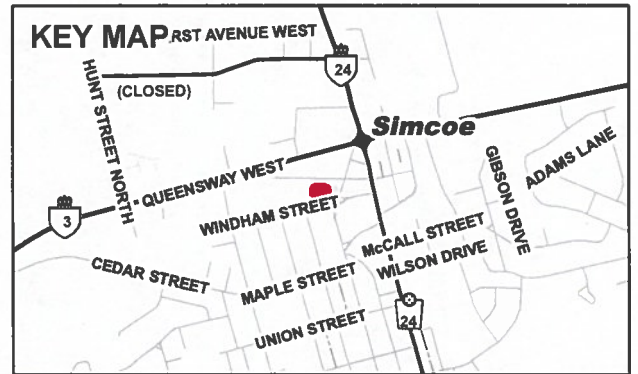 KEY MAP
RST AVENUE WEST
24
HUNT STREET NORTH
(CLOSED)
Simcoe
QUEENSWAY WEST
GIBSON DRIVE
ADAMS LANE
3
WINDHAM STREET
McCALL STREET
WILSON DRIVE
CEDAR STREET
MAPLE STREET
24
UNION STREET